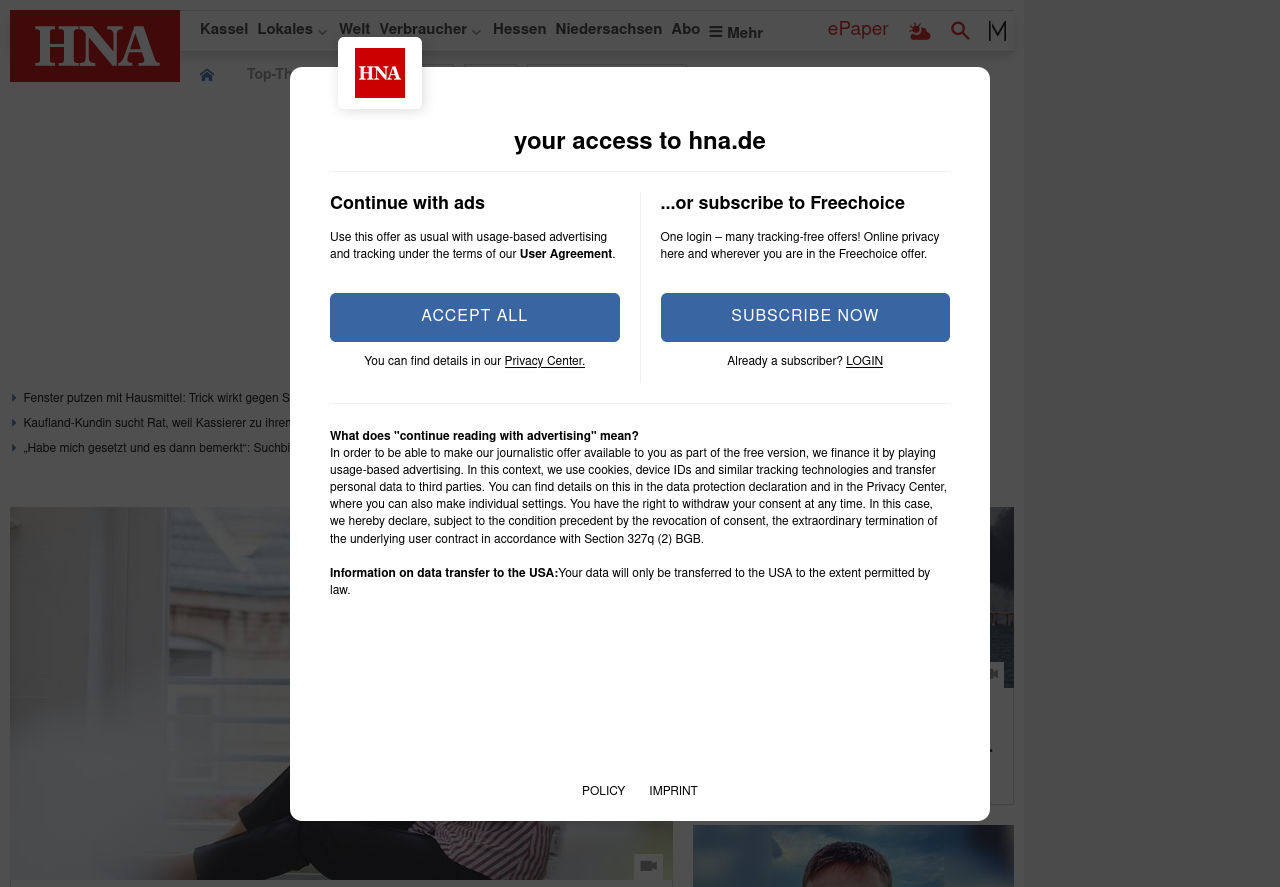 HNA
Kassel Lokales Welt Verbraucher Hessen Niedersachsen Abo Mehr ePaper
HNA
your access to hna.de
Continue with ads
Use this offer as usual with usage-based advertising
and tracking under the terms of our User Agreement.
ACCEPT ALL
You can find details in our Privacy Center.
...or subscribe to Freechoice
One login – many tracking-free offers! Online privacy
here and wherever you are in the Freechoice offer.
SUBSCRIBE NOW
Already a subscriber? LOGIN
Fenster putzen mit Hausmittel: Trick wirkt gegen
Kaufland-Kundin sucht Rat, weil Kassierer zu
„Habe mich gesetzt und es dann bemerkt“:
What does "continue reading with advertising" mean?
In order to be able to make our journalistic offer available to you as part of the free version, we finance it by playing
usage-based advertising. In this context, we use cookies, device IDs and similar tracking technologies and transfer
personal data to third parties. You can find details on this in the data protection declaration and in the Privacy Center,
where you can also make individual settings. You have the right to withdraw your consent at any time. In this case,
we hereby declare, subject to the condition precedent by the revocation of consent, the extraordinary termination of
the underlying user contract in accordance with Section 327q (2) BGB.
Information on data transfer to the USA:Your data will only be transferred to the USA to the extent permitted by
law.
POLICY IMPRINT